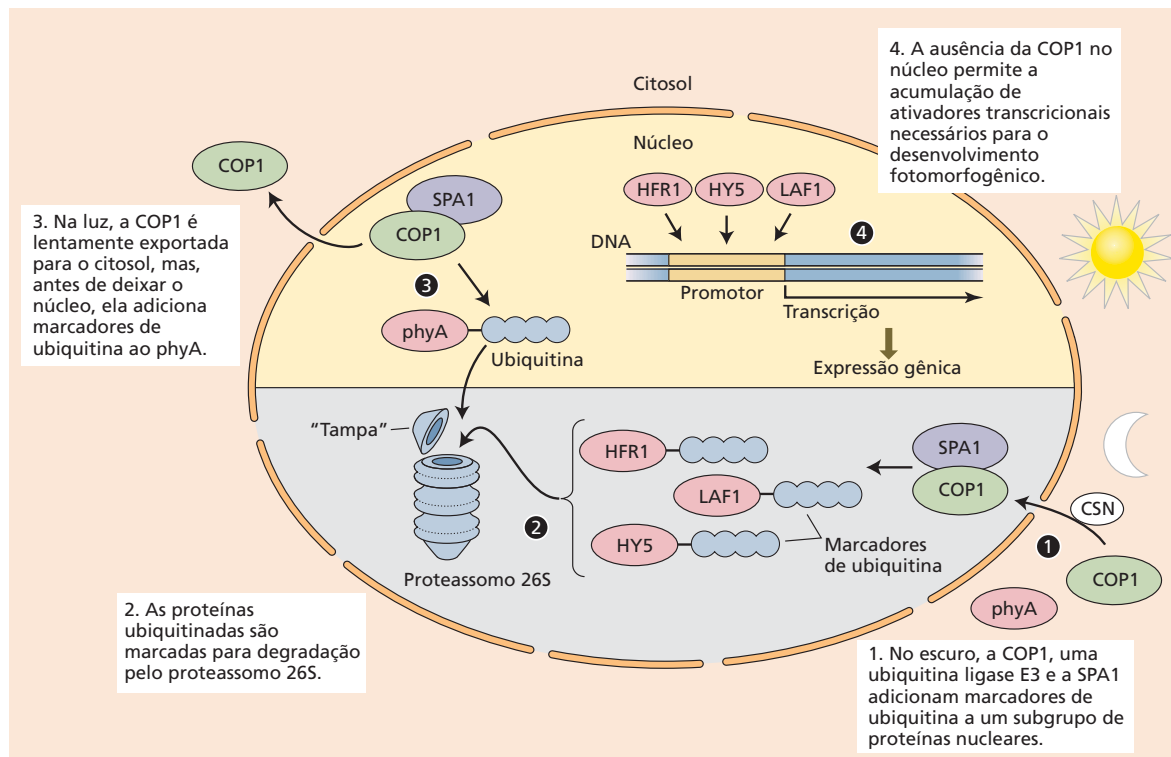 Citosol
Núcleo
4. A ausência da COP1 no
núcleo permite a
acumulação de
ativadores transcricionais
necessários para o
desenvolvimento
fotomorfogênico.
COP1
SPA1
COP1
3. Na luz, a COP1 é
lentamente exportada
para o citosol, mas,
antes de deixar o
núcleo, ela adiciona
marcadores de
ubiquitina ao phyA.
3
phyA
Ubiquitina
HFR1
HY5
LAF1
DNA
4
Promotor
Transcrição
Expressão gênica
"Tampa"
Proteassomo 26S
2
HFR1
LAF1
HY5
Marcadores
de ubiquitina
SPA1
COP1
CSN
1
COP1
phyA
2. As proteínas
ubiquitinadas são
marcadas para degradação
pelo proteassomo 26S.
1. No escuro, a COP1, uma
ubiquitina ligase E3 e a SPA1
adicionam marcadores de
ubiquitina a um subgrupo de
proteínas nucleares.